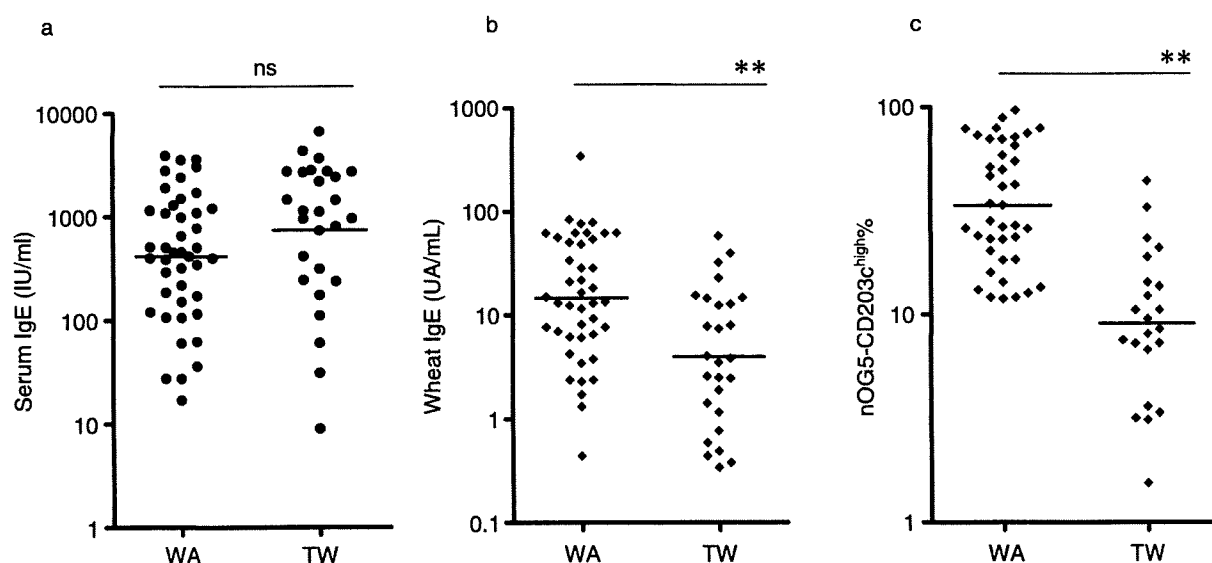 a
ns
Serum IgE (IU/ml)
10000
1000
100
10
1
WA TW
b
**
Wheat IgE (UA/mL)
1000
100
10
1
0.1
WA TW
c
**
nOG5-CD203c^high%
100
10
1
WA TW